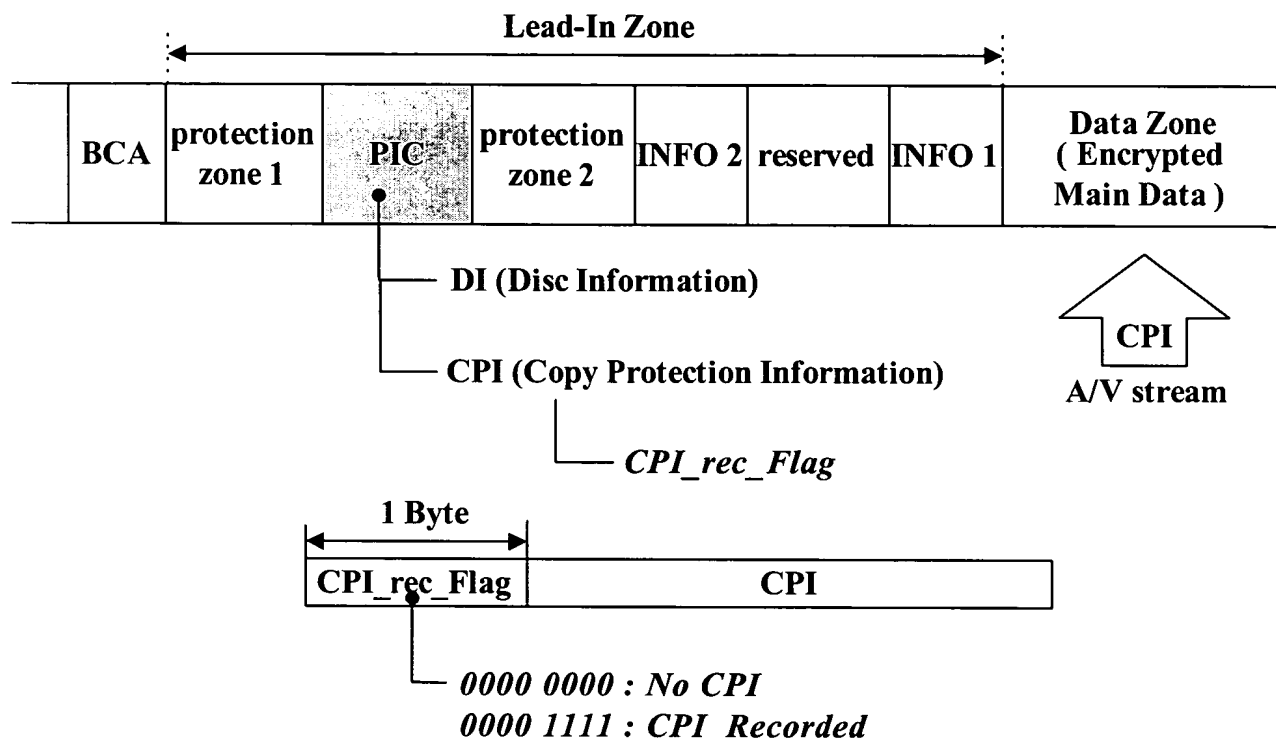 Lead-In Zone
BCA
protection
zone 1
PIC
protection
zone 2
INFO 2
reserved
INFO 1
Data Zone
( Encrypted
Main Data )
DI (Disc Information)
CPI (Copy Protection Information)
CPI_rec_Flag
CPI
A/V stream
1 Byte
CPI_rec_Flag
CPI
0000 0000 : No CPI
0000 1111 : CPI Recorded